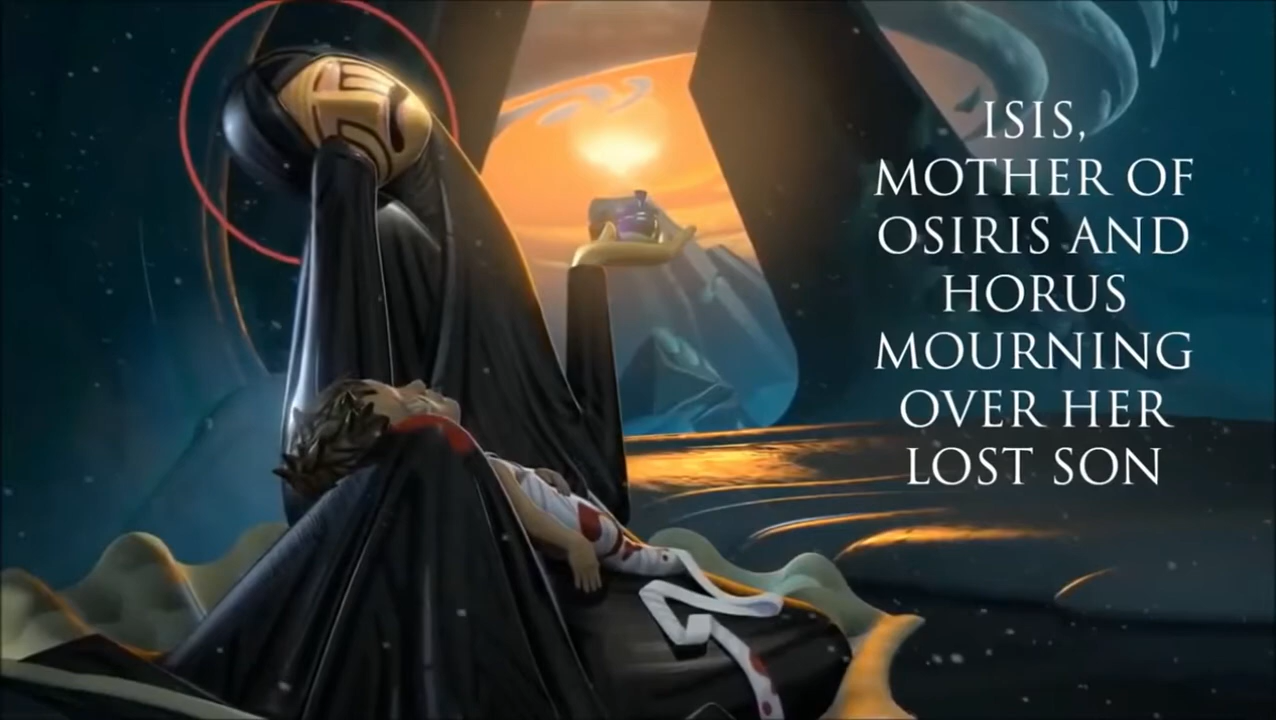 ISIS,
MOTHER OF
OSIRIS AND
HORUS
MOURNING
OVER HER
LOST SON